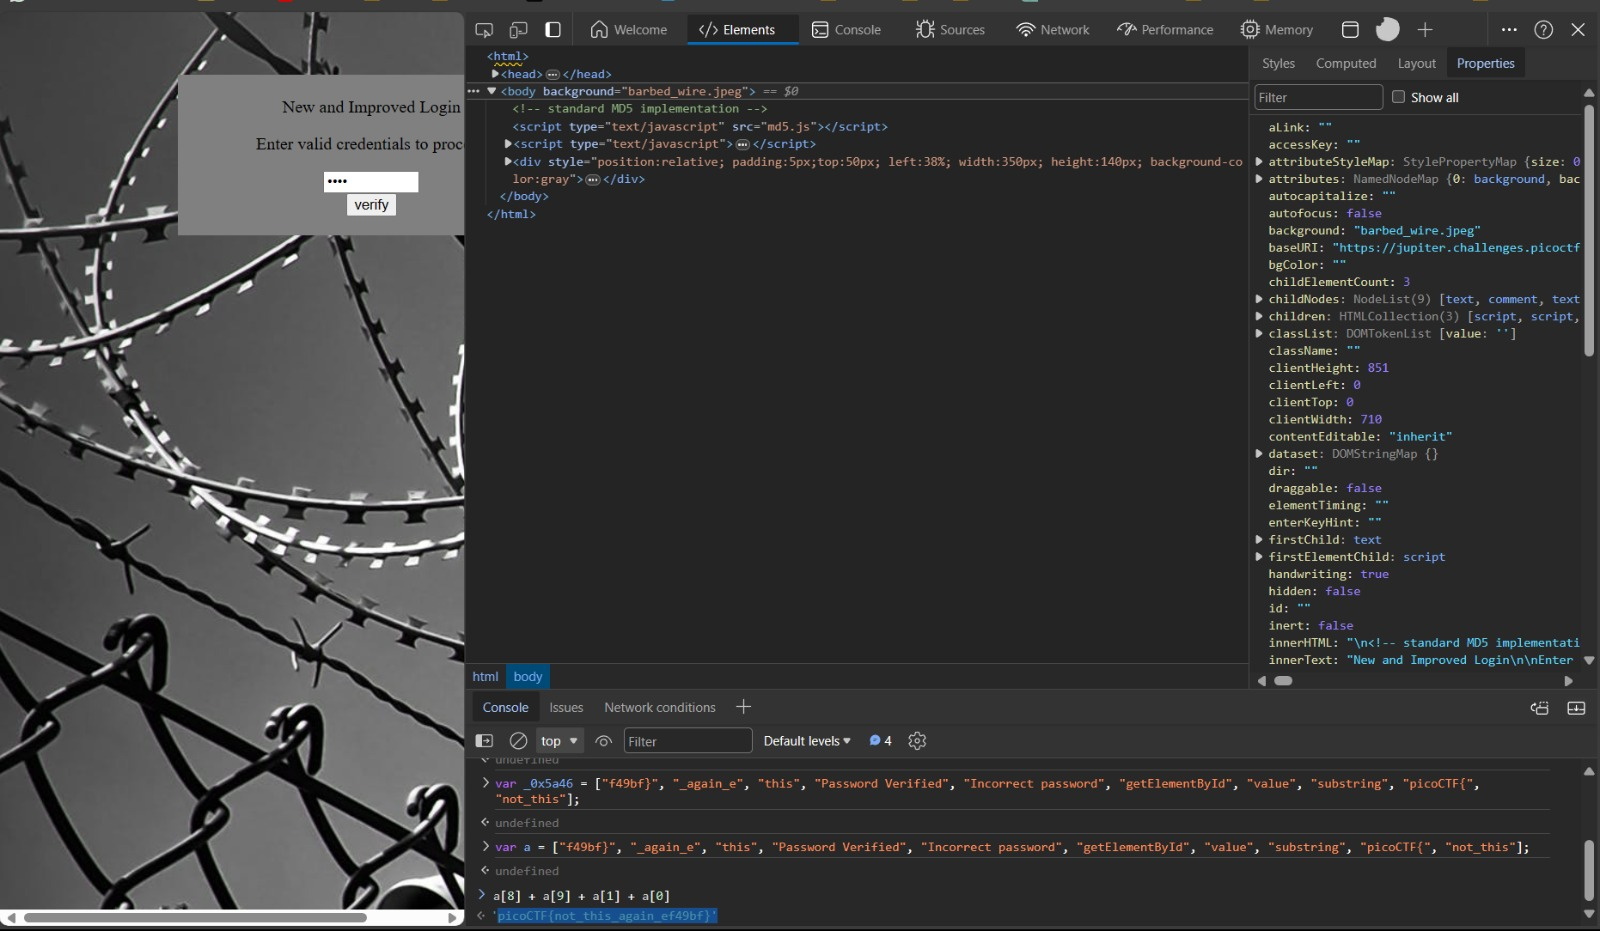 Welcome
Elements
Console
Sources
Network
Performance
Memory
New and Improved Login
Enter valid credentials to proc
••••
verify
<html>
<head> ••• </head>
••• <body background="barbed_wire.jpeg"> == $0
<!-- standard MD5 implementation -->
<script type="text/javascript" src="md5.js"></script>
<script type="text/javascript"> ••• </script>
<div style="position:relative; padding:5px;top:50px; left:38%; width:350px; height:140px; background-co
lor:gray"> ••• </div>
</body>
</html>
Styles
Computed
Layout
Properties
Filter
Show all
aLink: ""
accessKey: ""
attributeStyleMap: StylePropertyMap {size: 0
attributes: NamedNodeMap {0: background, bac
autocapitalize: ""
autofocus: false
background: "barbed_wire.jpeg"
baseURI: "https://jupiter.challenges.picoctf
bgColor: ""
childElementCount: 3
childNodes: NodeList(9) [text, comment, text
children: HTMLCollection(3) [script, script,
classList: DOMTokenList [value: '']
className: ""
clientHeight: 851
clientLeft: 0
clientTop: 0
clientWidth: 710
contentEditable: "inherit"
dataset: DOMStringMap {}
dir: ""
draggable: false
elementTiming: ""
enterKeyHint: ""
firstChild: text
firstElementChild: script
handwriting: true
hidden: false
id: ""
inert: false
innerHTML: "\n<!-- standard MD5 implementati
innerText: "New and Improved Login\n\nEnter
html
body
Console
Issues
Network conditions
top
Filter
Default levels
4
undefined
var _0x5a46 = ["f49bf}", "_again_e", "this", "Password Verified", "Incorrect password", "getElementById", "value", "substring", "picoCTF{",
"not_this"];
undefined
var a = ["f49bf}", "_again_e", "this", "Password Verified", "Incorrect password", "getElementById", "value", "substring", "picoCTF{", "not_this"];
undefined
a[8] + a[9] + a[1] + a[0]
'picoCTF{not_this_again_ef49bf}'